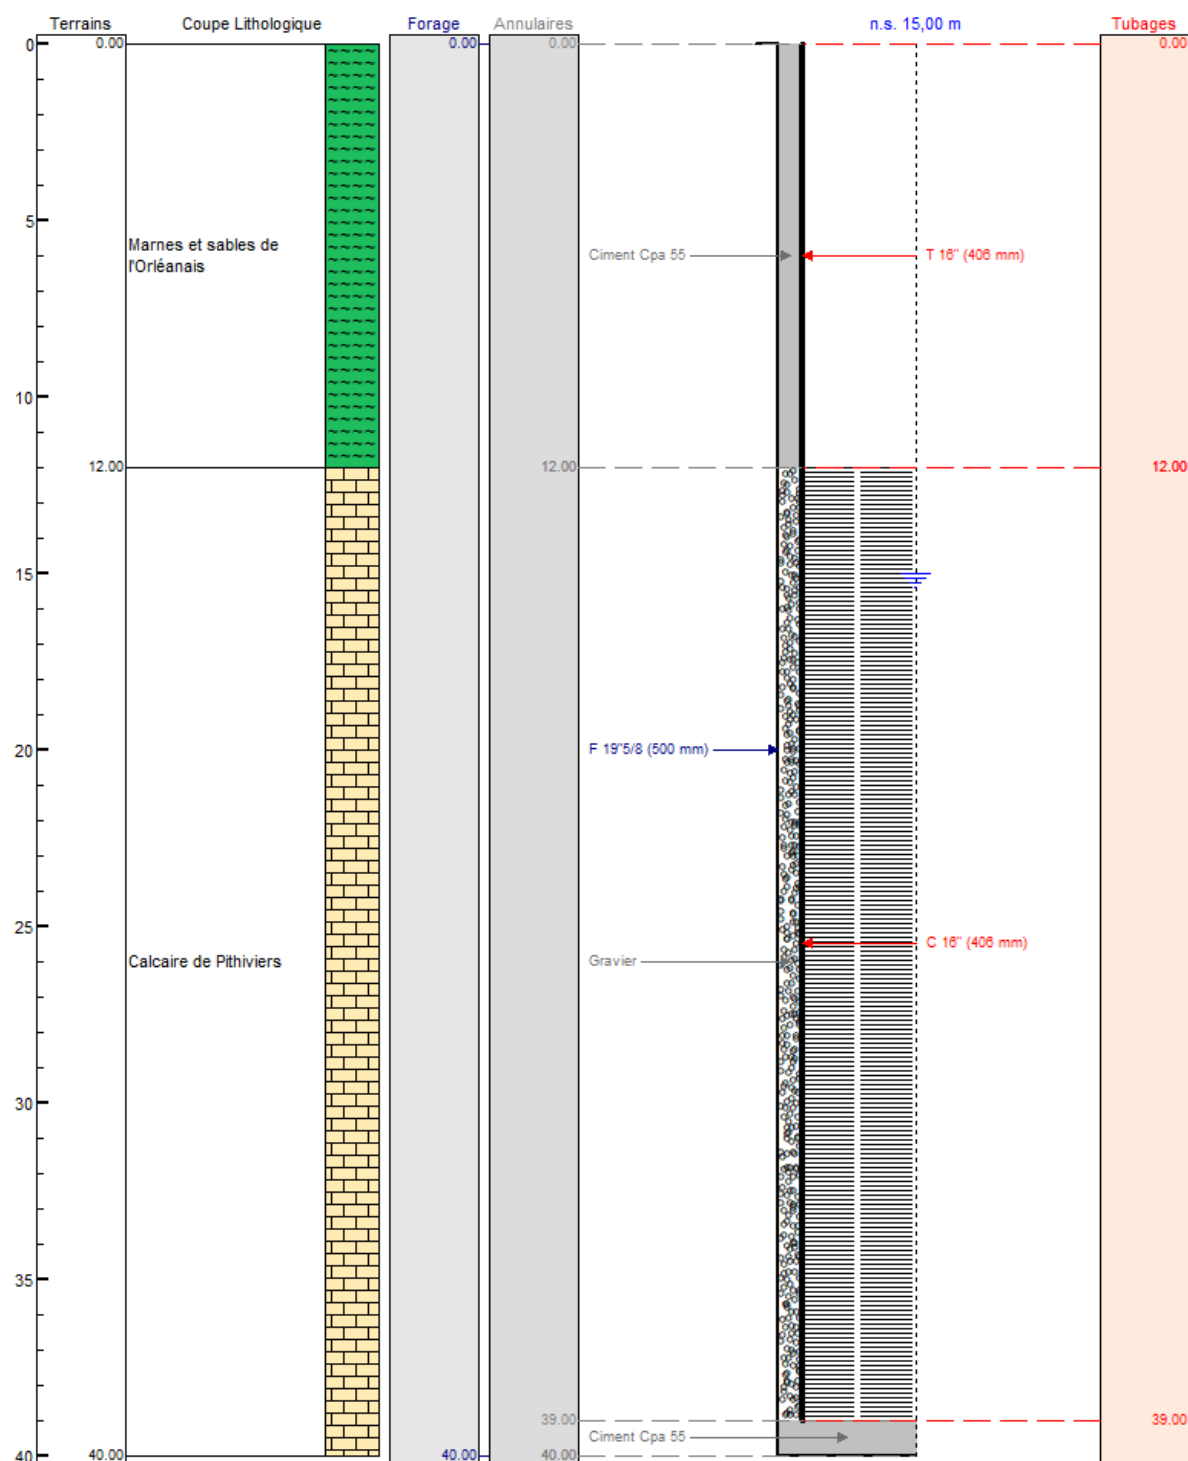 Terrains Coupe Lithologique Forage Annulaires n.s. 15,00 m Tubages
0 0.00 0.00 0.00 0.00
5
Marnes et sables de
l'Orléanais
Ciment Cpa 55 T 16" (406 mm)
10
12.00 12.00 12.00
15
20 F 19"5/8 (500 mm)
25
C 16" (406 mm)
Calcaire de Pithiviers Gravier
30
35
39.00 39.00
Ciment Cpa 55
40 40.00 40.00 40.00